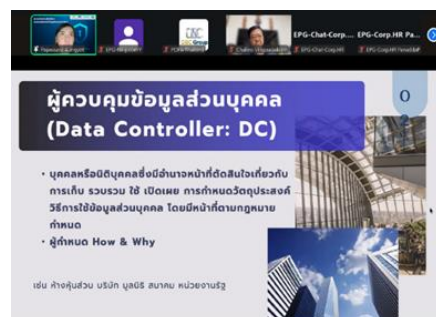 EPG-Chat-Corp.... EPG-Corp.HR Pa...
CISC
Group
EPG-Chat-Corp.HR
ผู้ควบคุมข้อมูลส่วนบุคคล
(Data Controller: DC)
• บุคคลหรือนิติบุคคลซึ่งมีอำนาจหน้าที่ตัดสินใจเกี่ยวกับ
การเก็บ รวบรวม ใช้ เปิดเผย การกำหนดวัตถุประสงค์
วิธีการใช้ข้อมูลส่วนบุคคล โดยมีหน้าที่ตามกฎหมาย
กำหนด
• ผู้กำหนด How & Why
เช่น ห้างหุ้นส่วน บริษัท มูลนิธิ สมาคม หน่วยงานรัฐ